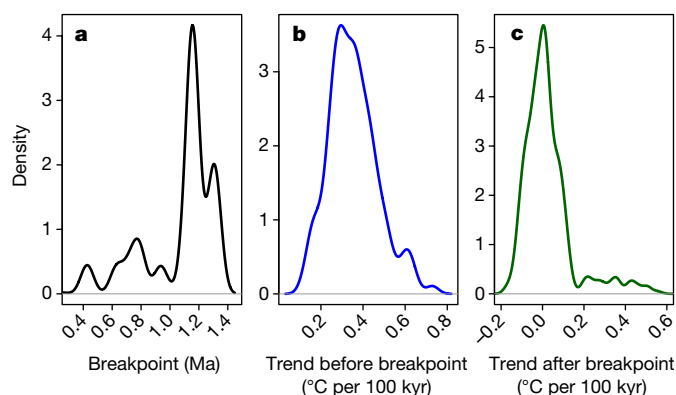 a
b
c
Density
4
3
2
1
0
3
2
1
0
5
4
3
2
1
0
0.4 0.6 0.8 1.0 1.2 1.4
0.2 0.4 0.6 0.8
−0.2 0.0 0.2 0.4 0.6
Breakpoint (Ma)
Trend before breakpoint
(°C per 100 kyr)
Trend after breakpoint
(°C per 100 kyr)